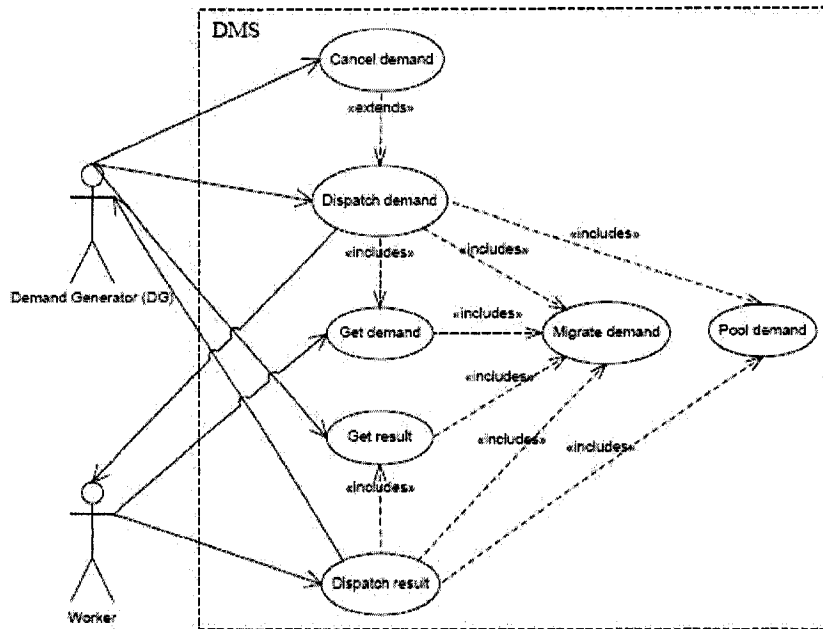 DMS
Cancel demand
«extends»
Dispatch demand
«includes»
«includes»
«includes»
Demand Generator (DG)
Get demand
«includes»
Migrate demand
Pool demand
«includes»
Get result
«includes»
«includes»
«includes»
Dispatch result
Worker